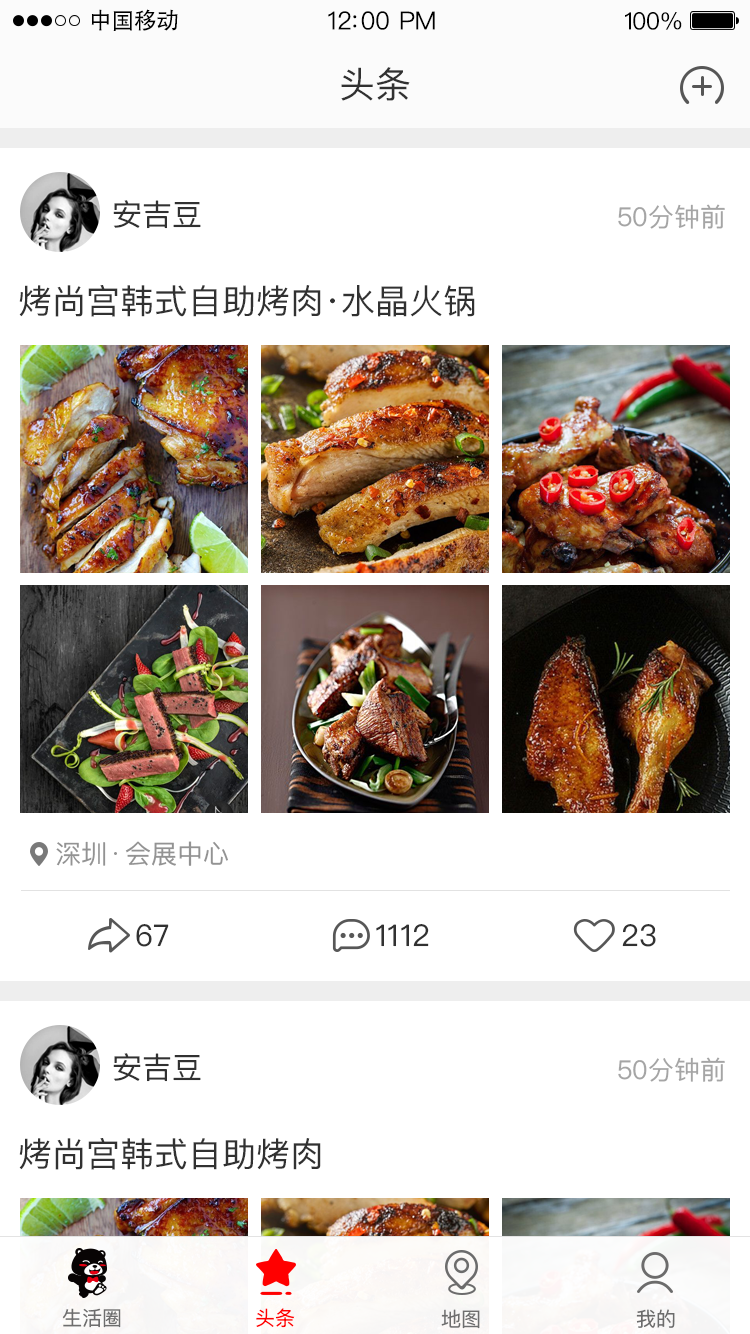 中国移动 12:00 PM 100%
头条
安吉豆 50分钟前
烤尚宫韩式自助烤肉·水晶火锅
深圳·会展中心
67 1112 23
安吉豆 50分钟前
烤尚宫韩式自助烤肉
生活圈 头条 地图 我的